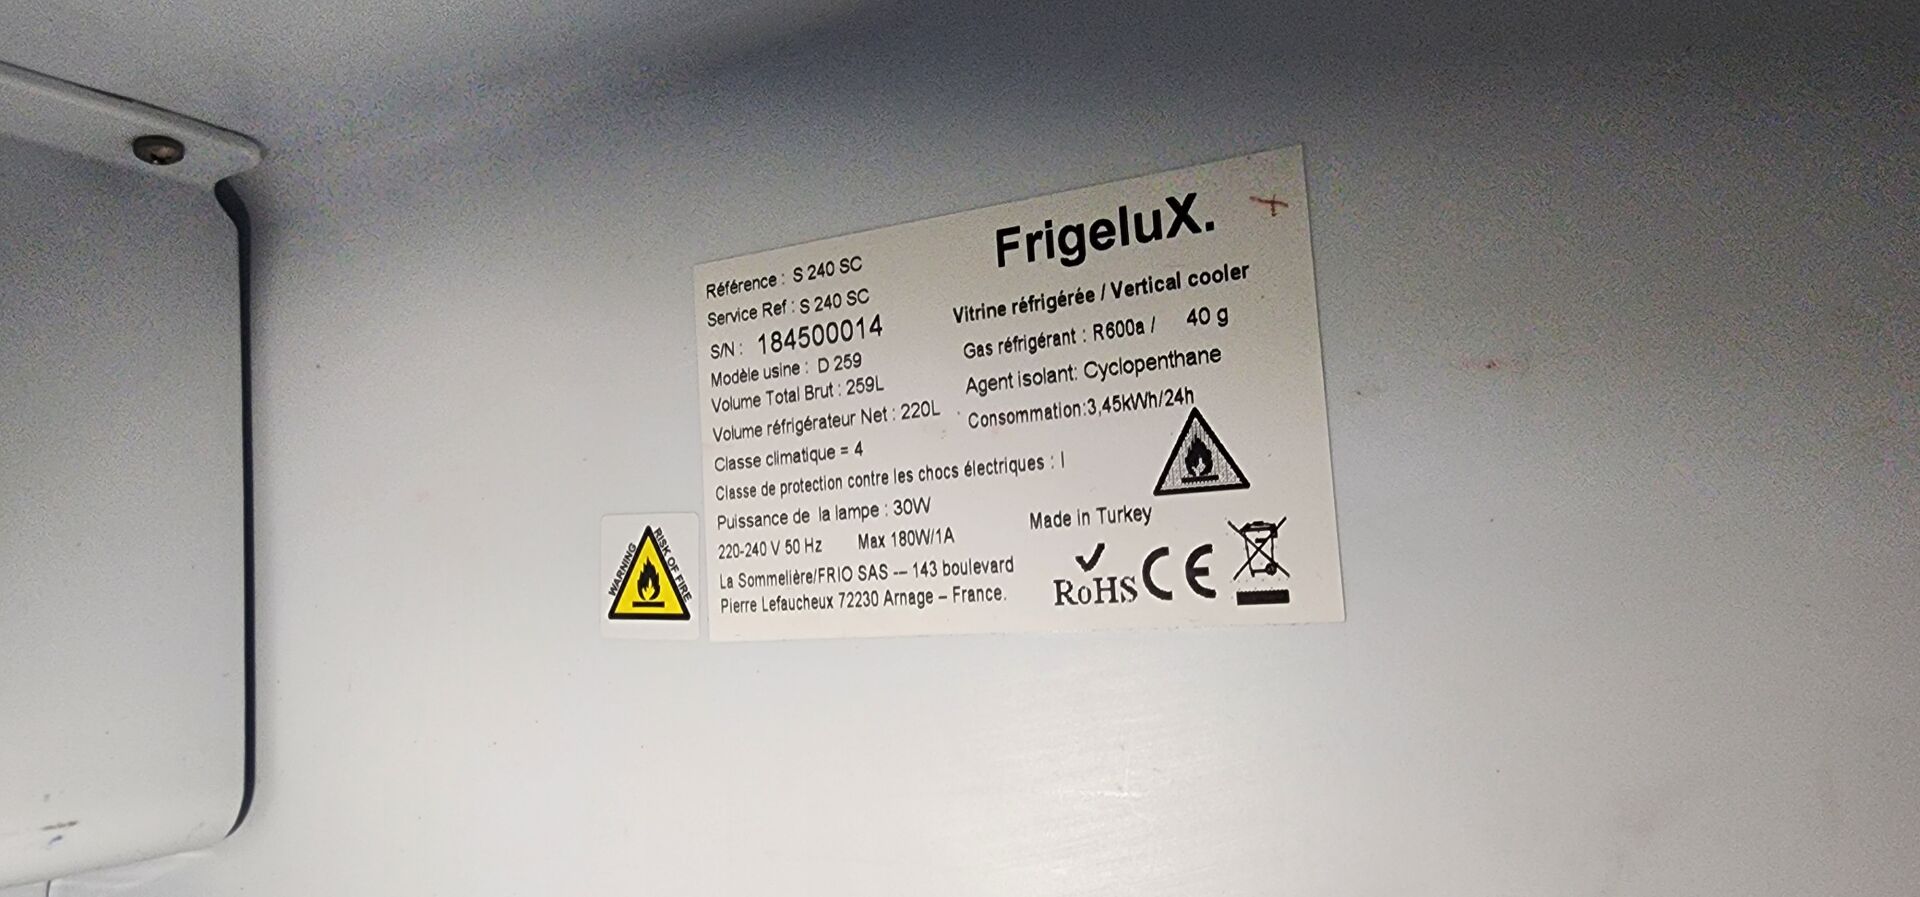 FrigeluX.
Référence : S 240 SC
Service Ref : S 240 SC
S/N : 184500014
Modèle usine : D 259
Volume Total Brut : 259L
Volume réfrigérateur Net : 220L
Classe climatique = 4
Classe de protection contre les chocs électriques : I
Puissance de la lampe : 30W
220-240 V 50 Hz Max 180W/1A
La Sommelière/FRIO SAS --- 143 boulevard
Pierre Lefaucheux 72230 Arnage – France.
Vitrine réfrigérée / Vertical cooler
Gas réfrigérant : R600a / 40 g
Agent isolant: Cyclopenthane
Consommation:3,45kWh/24h
Made in Turkey
RoHS CE
WARNING
RISK OF FIRE